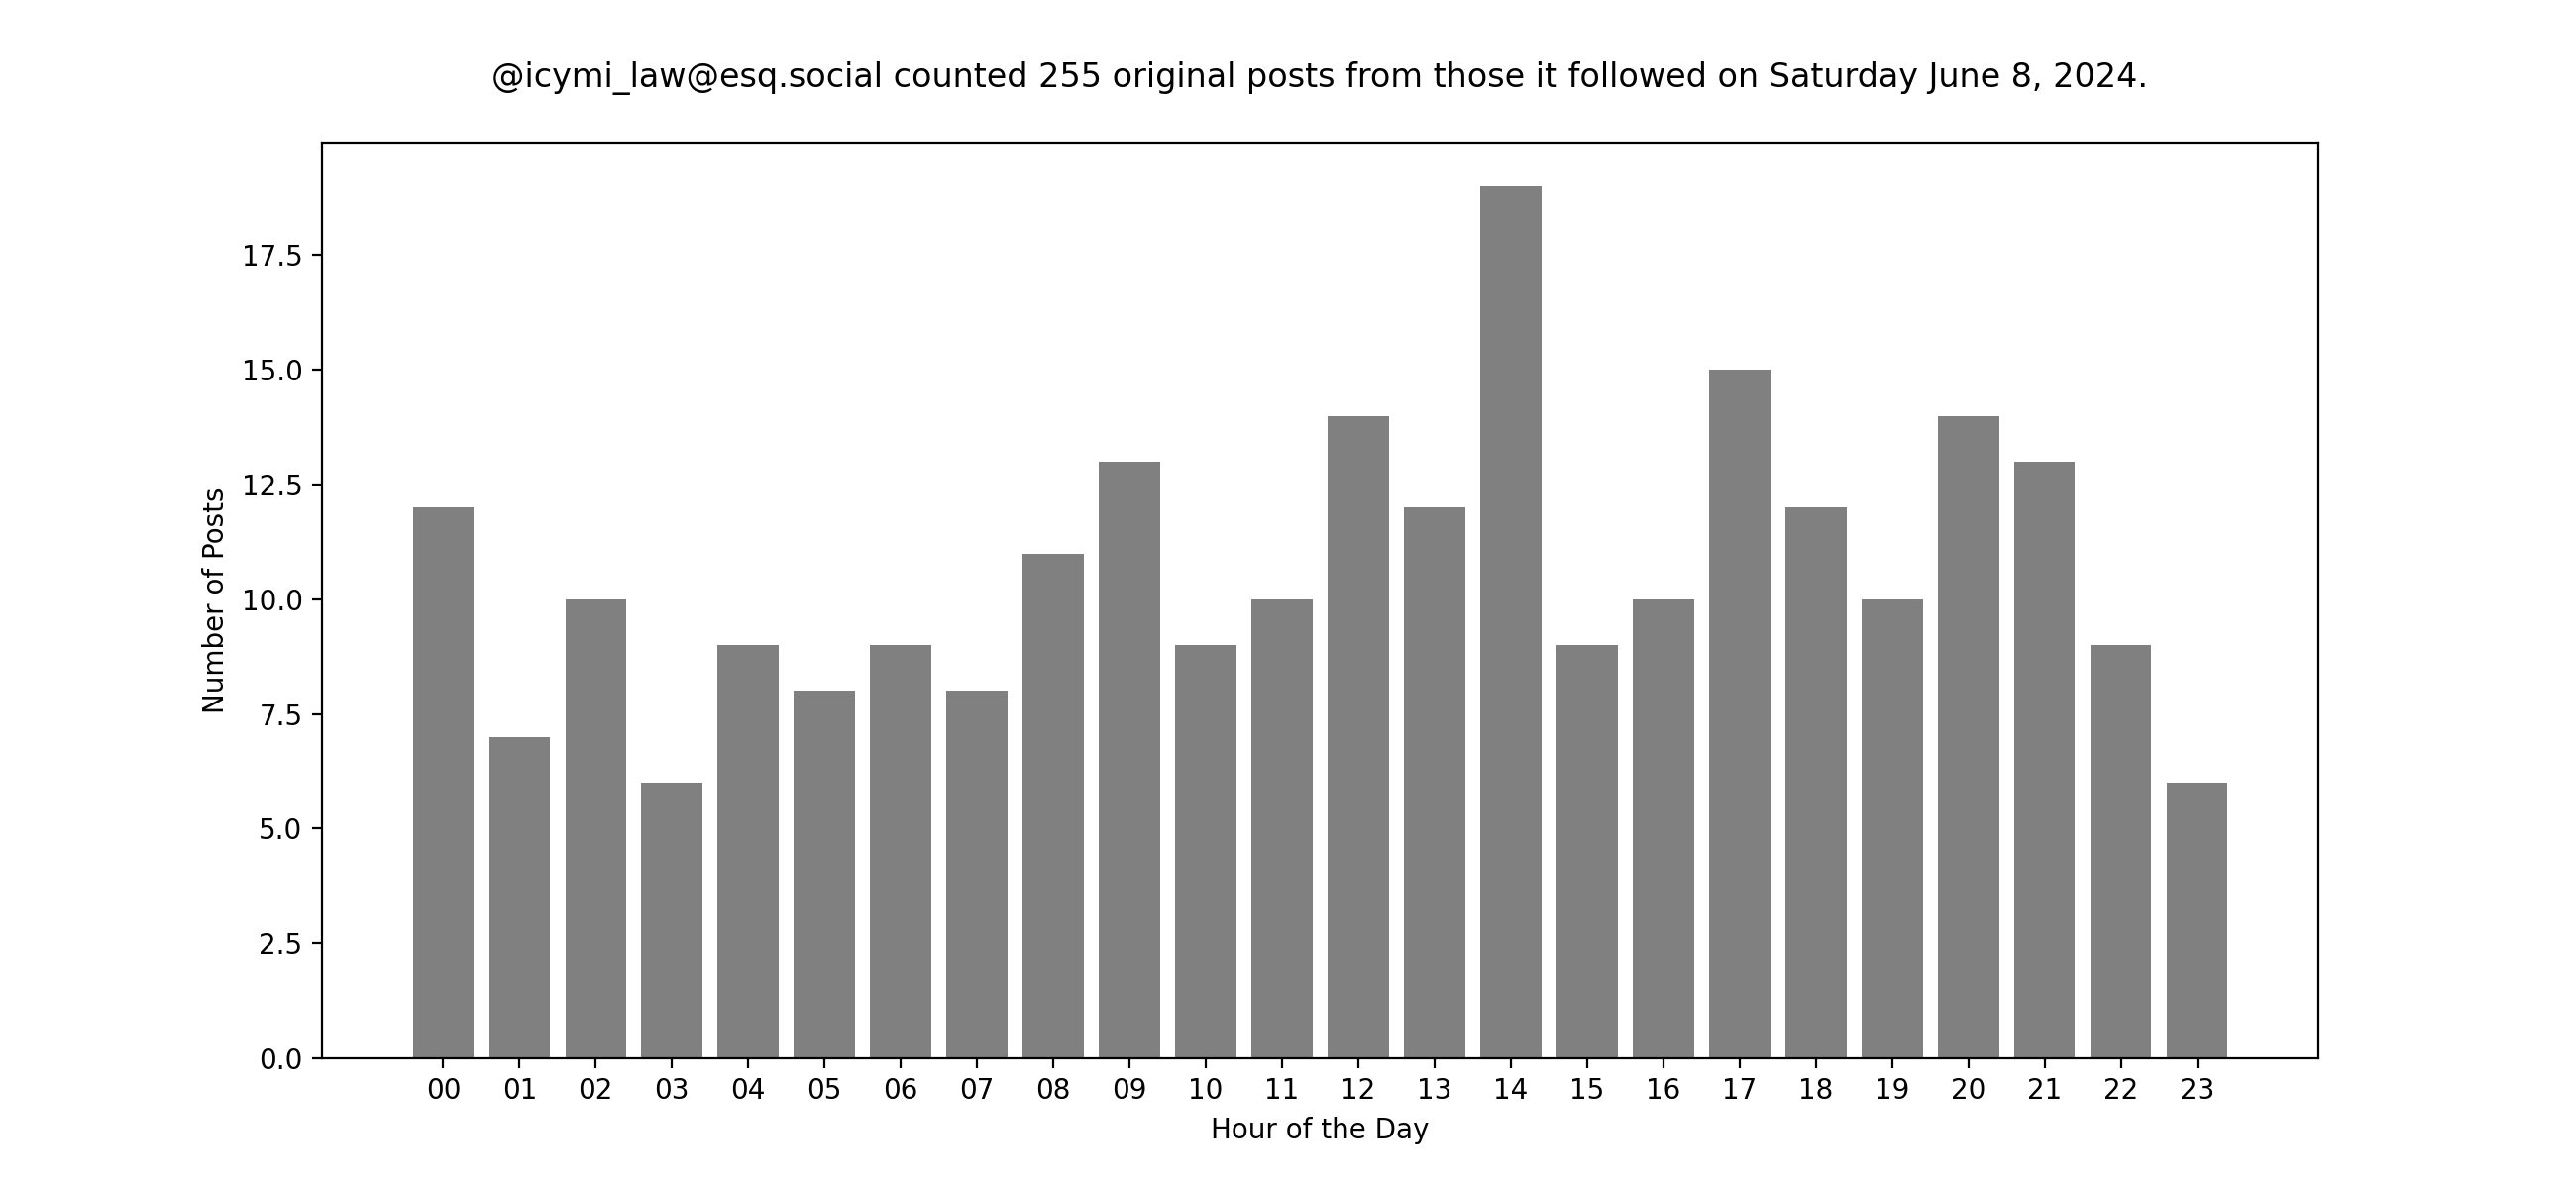 @icymi_law@esq.social counted 255 original posts from those it followed on Saturday June 8, 2024.
17.5
15.0
12.5
10.0
7.5
5.0
2.5
0.0
Number of Posts
00 01 02 03 04 05 06 07 08 09 10 11 12 13 14 15 16 17 18 19 20 21 22 23
Hour of the Day